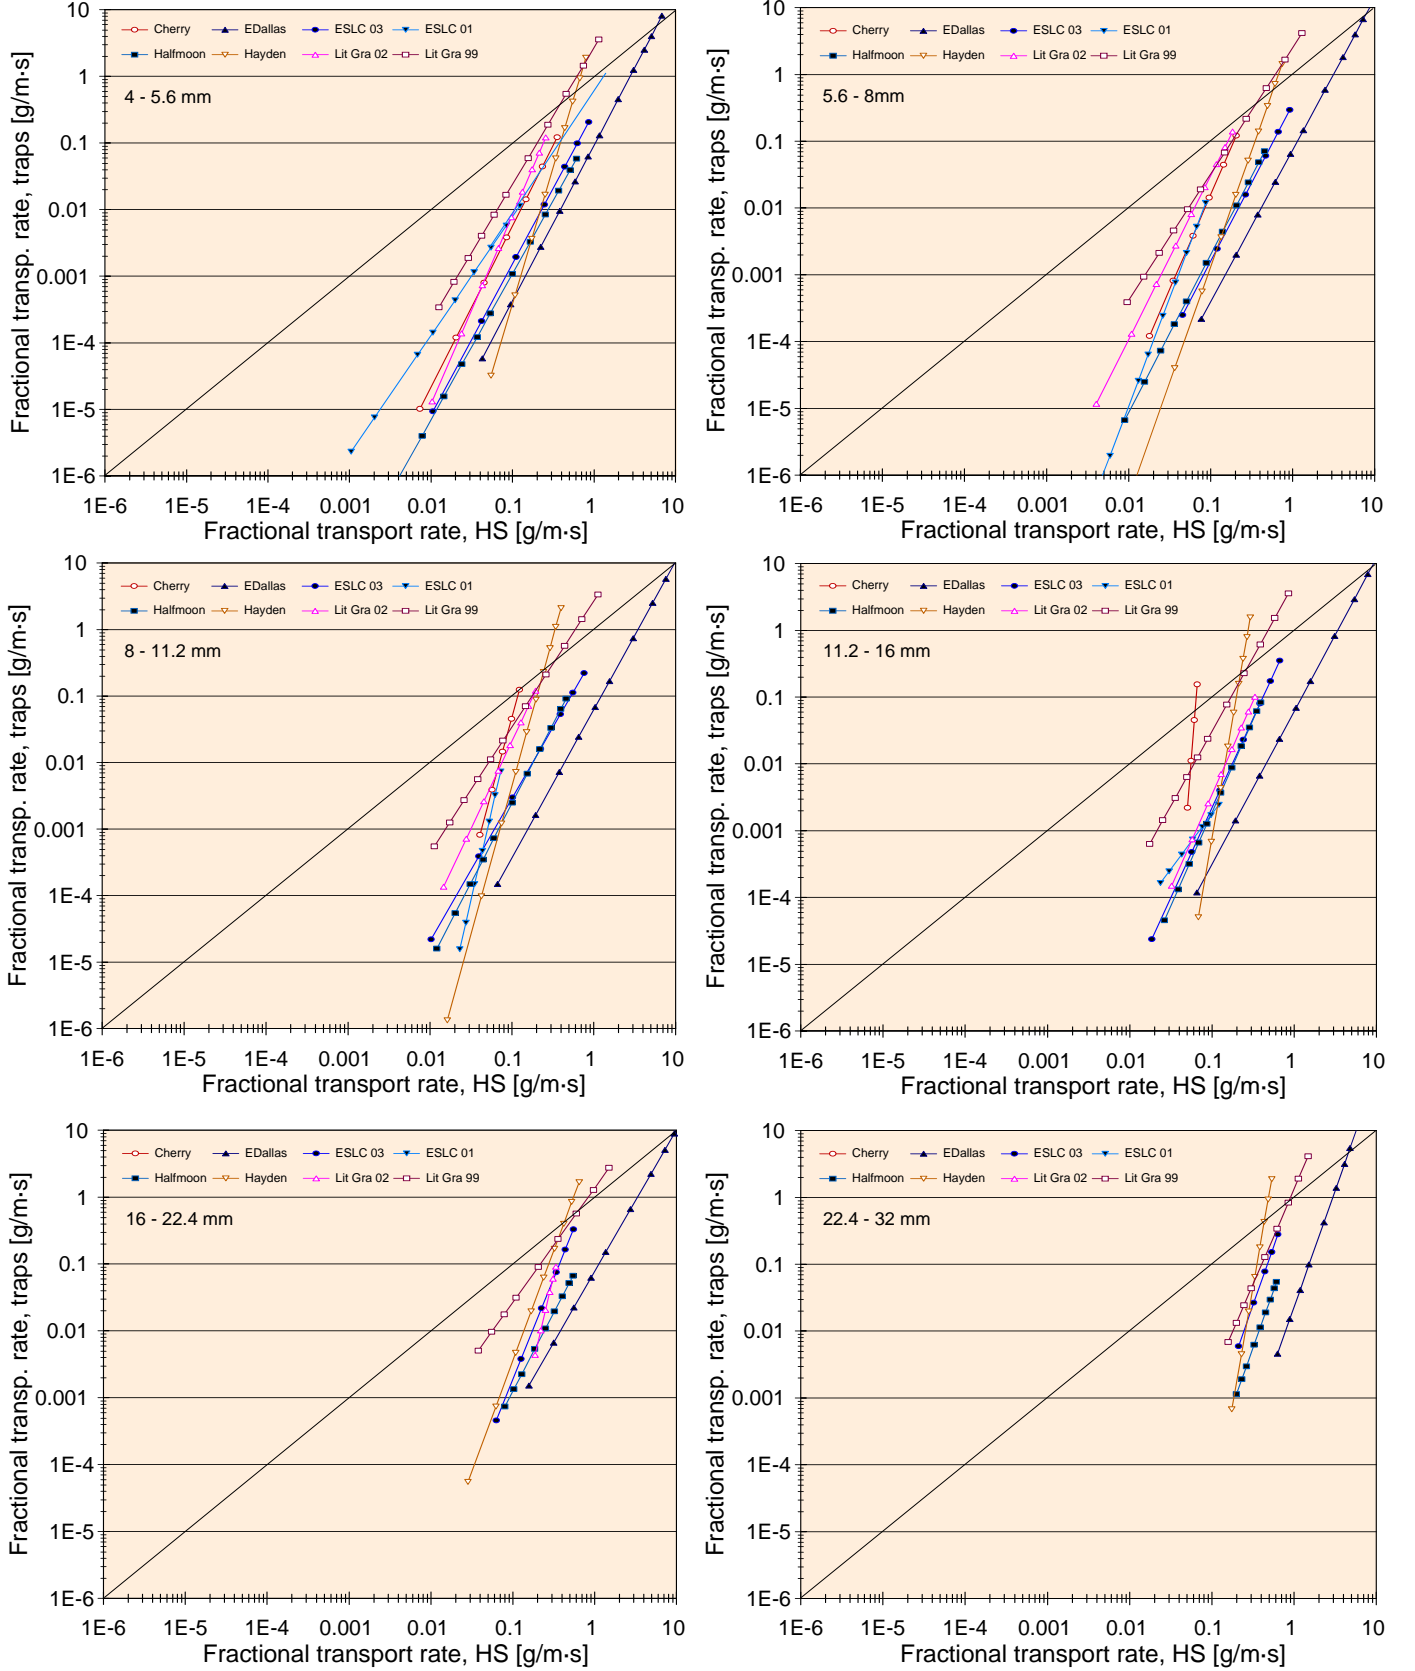 Fractional transp. rate, traps [g/m·s]
10
1
0.1
0.01
0.001
1E-4
1E-5
1E-6
Cherry EDallas ESLC 03 ESLC 01
Halfmoon Hayden Lit Gra 02 Lit Gra 99
4 - 5.6 mm
1E-6 1E-5 1E-4 0.001 0.01 0.1 1 10
Fractional transport rate, HS [g/m·s]
Fractional transp. rate, traps [g/m·s]
10
1
0.1
0.01
0.001
1E-4
1E-5
1E-6
Cherry EDallas ESLC 03 ESLC 01
Halfmoon Hayden Lit Gra 02 Lit Gra 99
5.6 - 8mm
1E-6 1E-5 1E-4 0.001 0.01 0.1 1 10
Fractional transport rate, HS [g/m·s]
Fractional transp. rate, traps [g/m·s]
10
1
0.1
0.01
0.001
1E-4
1E-5
1E-6
Cherry EDallas ESLC 03 ESLC 01
Halfmoon Hayden Lit Gra 02 Lit Gra 99
8 - 11.2 mm
1E-6 1E-5 1E-4 0.001 0.01 0.1 1 10
Fractional transport rate, HS [g/m·s]
Fractional transp. rate, traps [g/m·s]
10
1
0.1
0.01
0.001
1E-4
1E-5
1E-6
Cherry EDallas ESLC 03 ESLC 01
Halfmoon Hayden Lit Gra 02 Lit Gra 99
11.2 - 16 mm
1E-6 1E-5 1E-4 0.001 0.01 0.1 1 10
Fractional transport rate, HS [g/m·s]
Fractional transp. rate, traps [g/m·s]
10
1
0.1
0.01
0.001
1E-4
1E-5
1E-6
Cherry EDallas ESLC 03 ESLC 01
Halfmoon Hayden Lit Gra 02 Lit Gra 99
16 - 22.4 mm
1E-6 1E-5 1E-4 0.001 0.01 0.1 1 10
Fractional transport rate, HS [g/m·s]
Fractional transp. rate, traps [g/m·s]
10
1
0.1
0.01
0.001
1E-4
1E-5
1E-6
Cherry EDallas ESLC 03 ESLC 01
Halfmoon Hayden Lit Gra 02 Lit Gra 99
22.4 - 32 mm
1E-6 1E-5 1E-4 0.001 0.01 0.1 1 10
Fractional transport rate, HS [g/m·s]